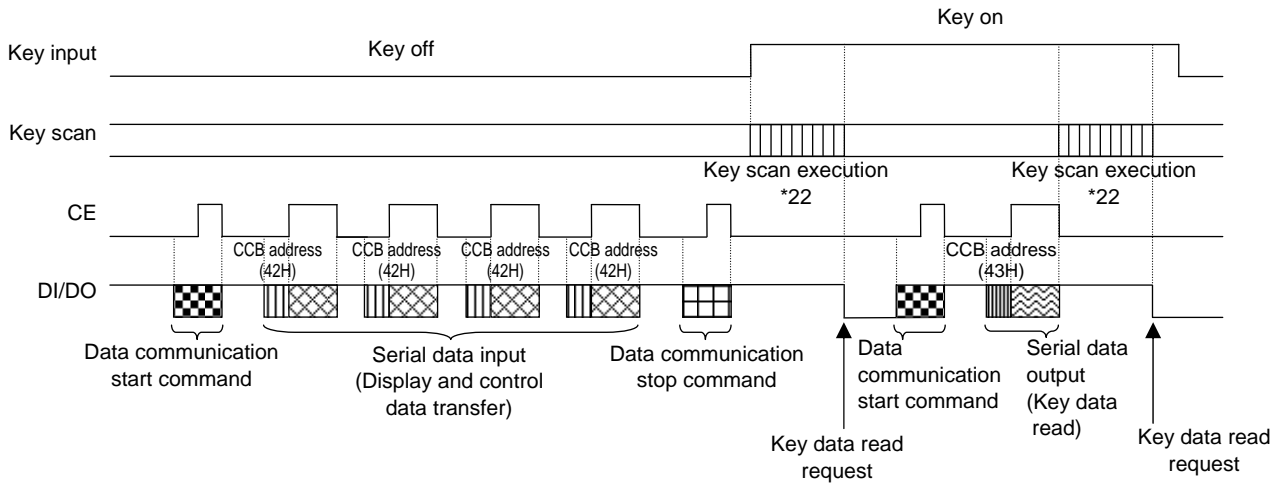 Key on
Key off
Key input
Key scan
Key scan execution
*22
Key scan execution
*22
CE
CCB address
(42H)
CCB address
(42H)
CCB address
(42H)
CCB address
(42H)
CCB address
(43H)
DI/DO
Data communication
start command
Serial data input
(Display and control
data transfer)
Data communication
stop command
Data
communication
start command
Serial data
output
(Key data
read)
Key data read
request
Key data read
request